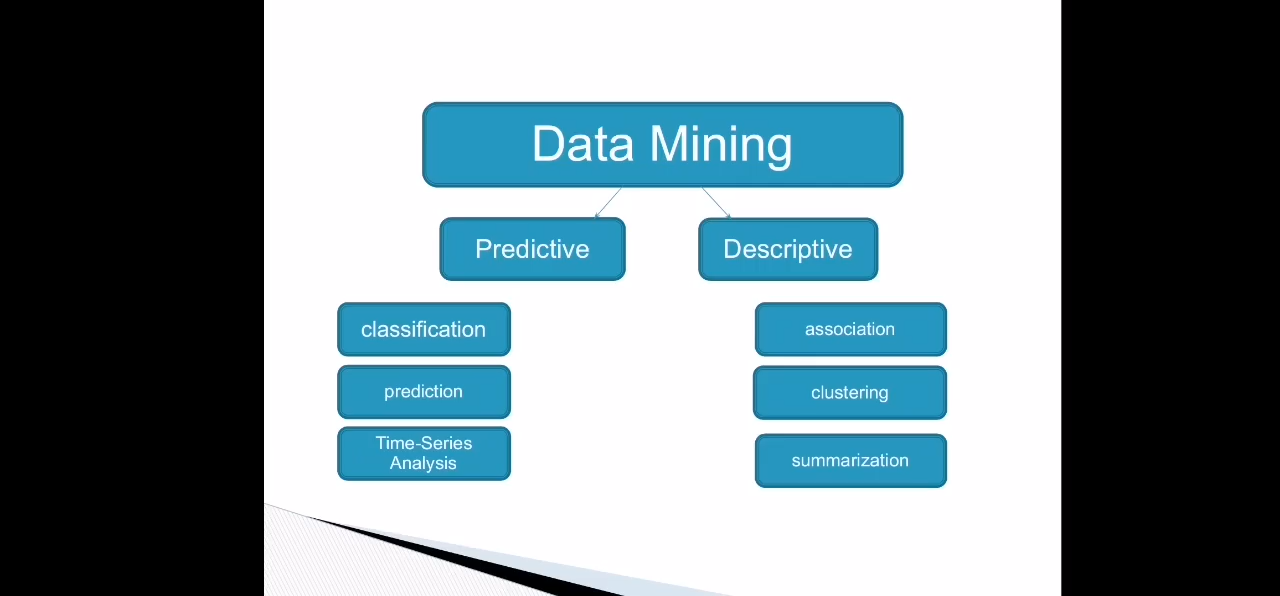 Data Mining
Predictive
Descriptive
classification
prediction
Time-Series
Analysis
association
clustering
summarization